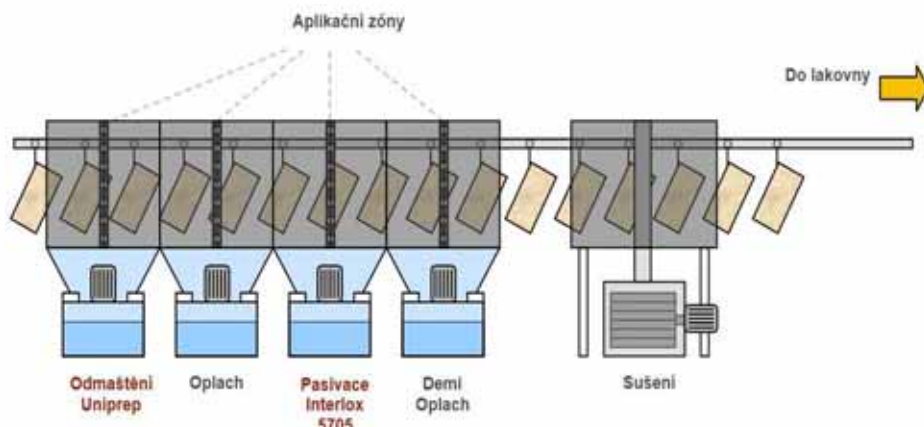 Aplikační zóny
Do lakovny
Odmaštění
Uniprep
Oplach
Pasivace
Interlox
5705
Demi
Oplach
Sušení